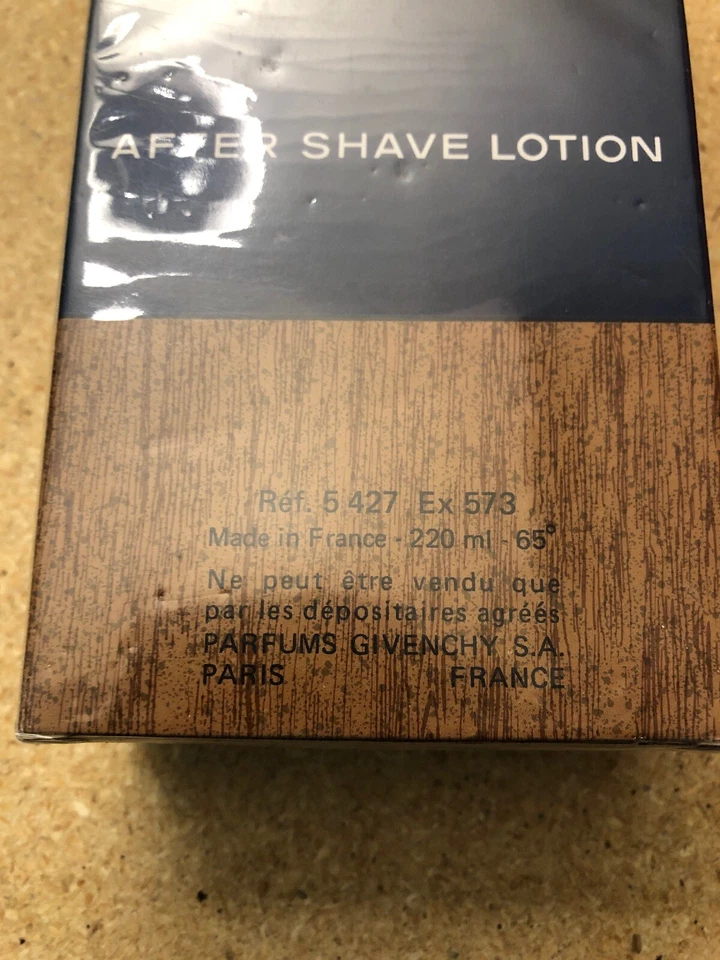 AFTER SHAVE LOTION
Réf. 5 427 Ex 573
Made in France - 220 ml - 65°
Ne peut être vendu que
par les dépositaires agréés
PARFUMS GIVENCHY S.A.
PARIS FRANCE